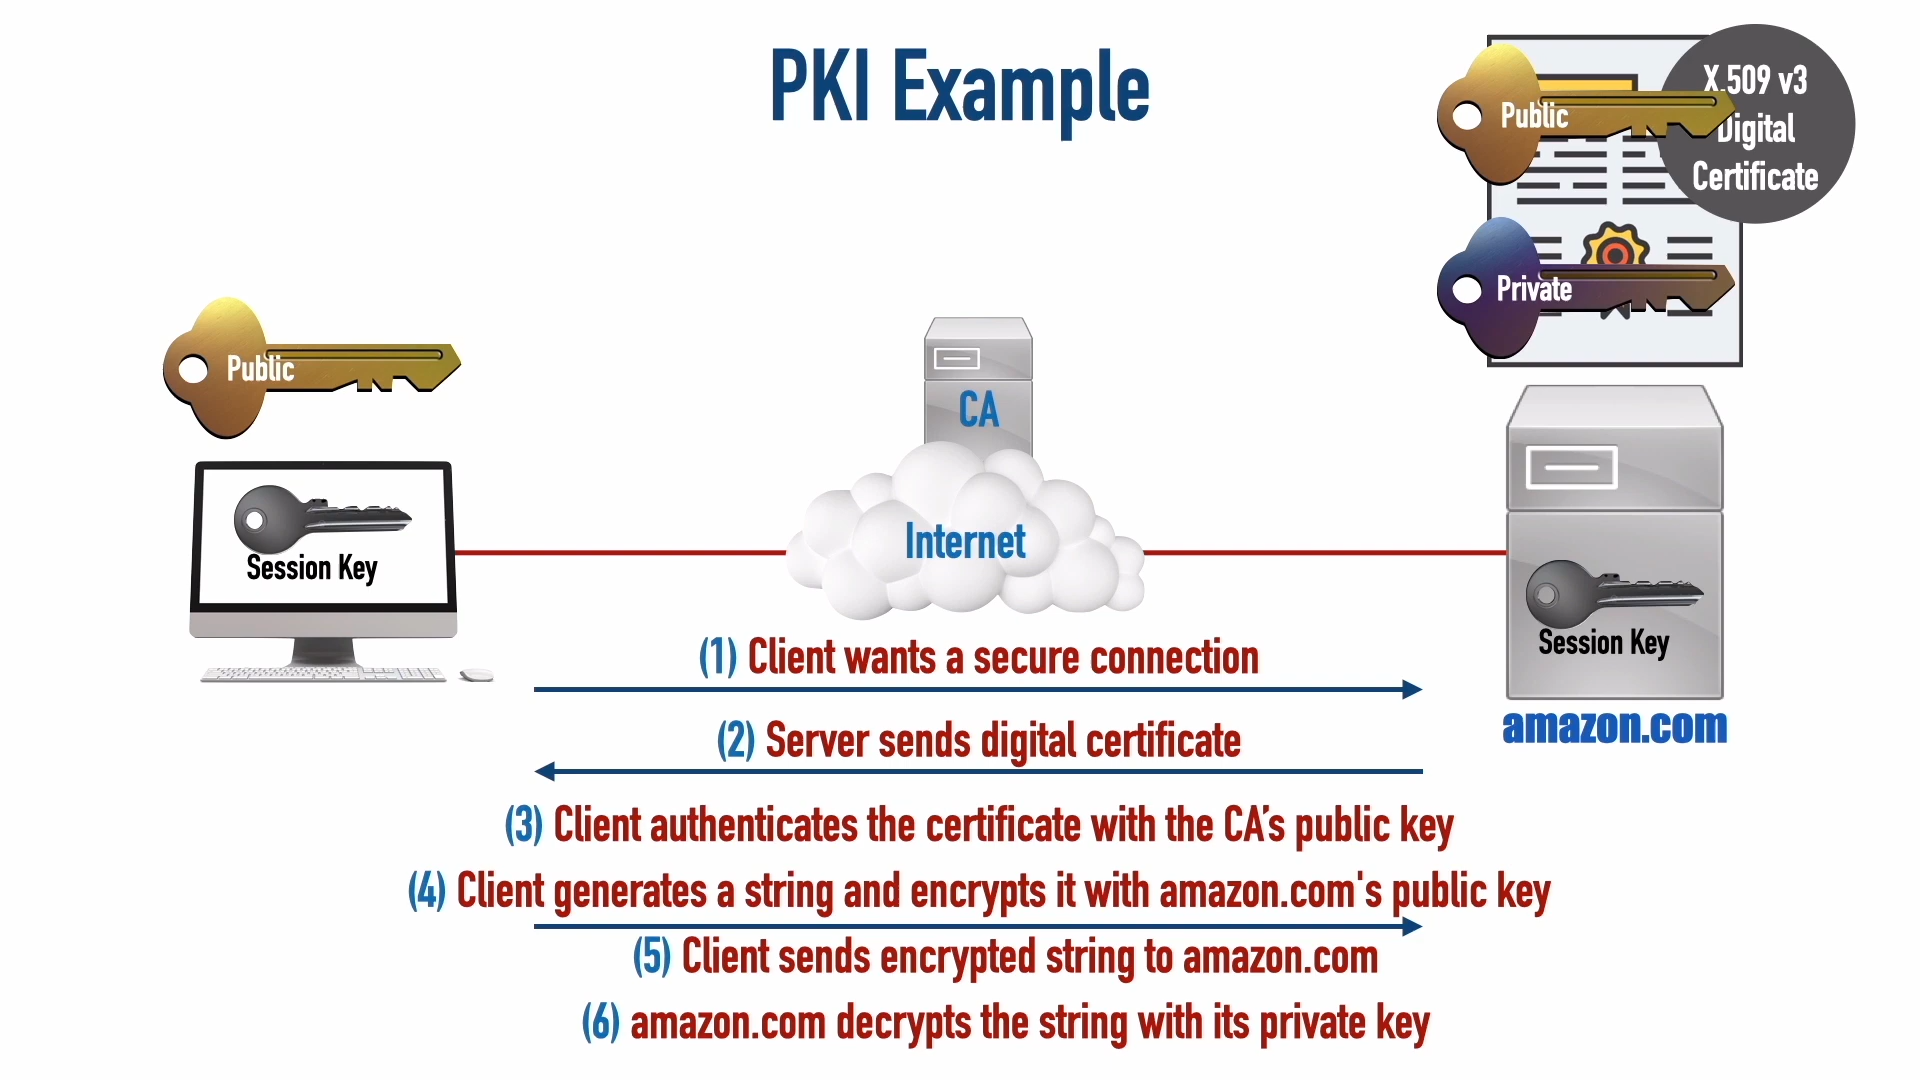 PKI Example
X.509 v3
Digital
Certificate
Public
Private
Public
CA
Internet
Session Key
Session Key
amazon.com
(1) Client wants a secure connection
(2) Server sends digital certificate
(3) Client authenticates the certificate with the CA’s public key
(4) Client generates a string and encrypts it with amazon.com's public key
(5) Client sends encrypted string to amazon.com
(6) amazon.com decrypts the string with its private key